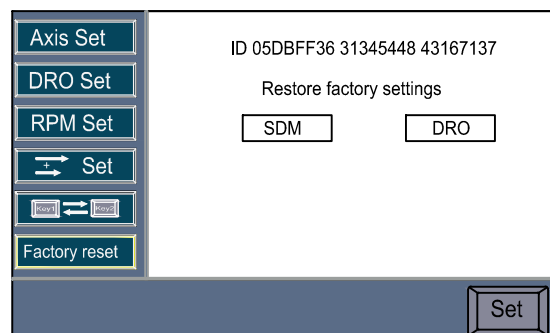 Axis Set
DRO Set
RPM Set
+ Set
Key1 Key2
Factory reset
ID 05DBFF36 31345448 43167137
Restore factory settings
SDM DRO
Set